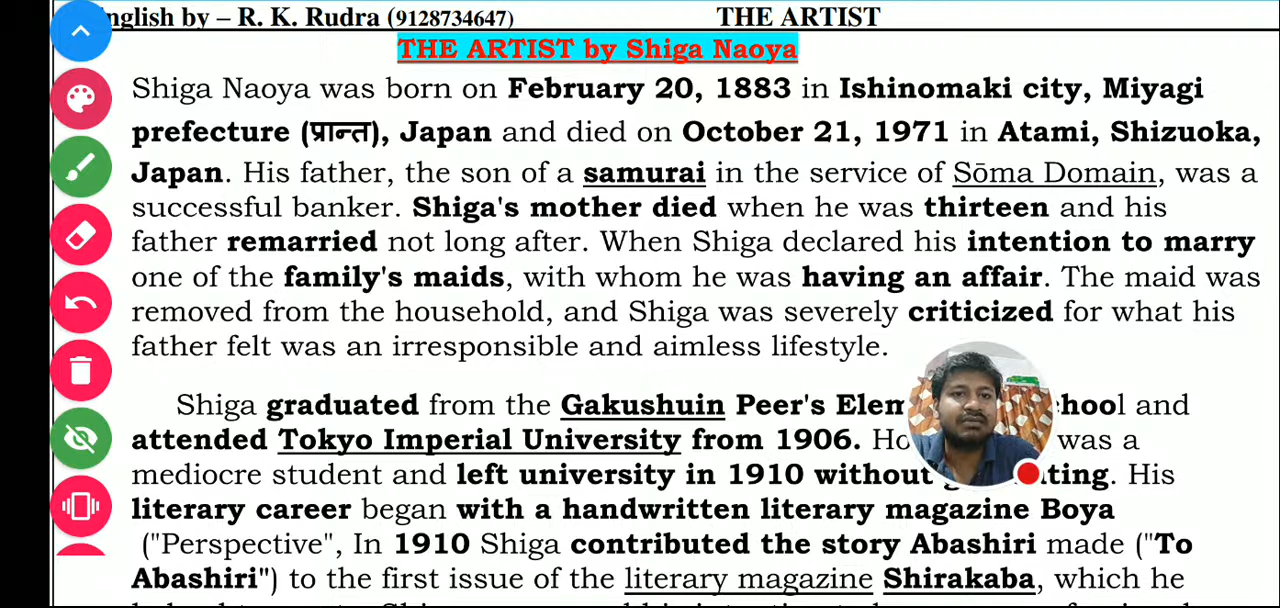 nglish by – R. K. Rudra (9128734647) THE ARTIST
THE ARTIST by Shiga Naoya
Shiga Naoya was born on February 20, 1883 in Ishinomaki city, Miyagi
prefecture (प्रान्त), Japan and died on October 21, 1971 in Atami, Shizuoka,
Japan. His father, the son of a samurai in the service of Sōma Domain, was a
successful banker. Shiga's mother died when he was thirteen and his
father remarried not long after. When Shiga declared his intention to marry
one of the family's maids, with whom he was having an affair. The maid was
removed from the household, and Shiga was severely criticized for what his
father felt was an irresponsible and aimless lifestyle.
Shiga graduated from the Gakushuin Peer's Elem hool and
attended Tokyo Imperial University from 1906. Ho was a
mediocre student and left university in 1910 without ting. His
literary career began with a handwritten literary magazine Boya
("Perspective", In 1910 Shiga contributed the story Abashiri made ("To
Abashiri") to the first issue of the literary magazine Shirakaba, which he